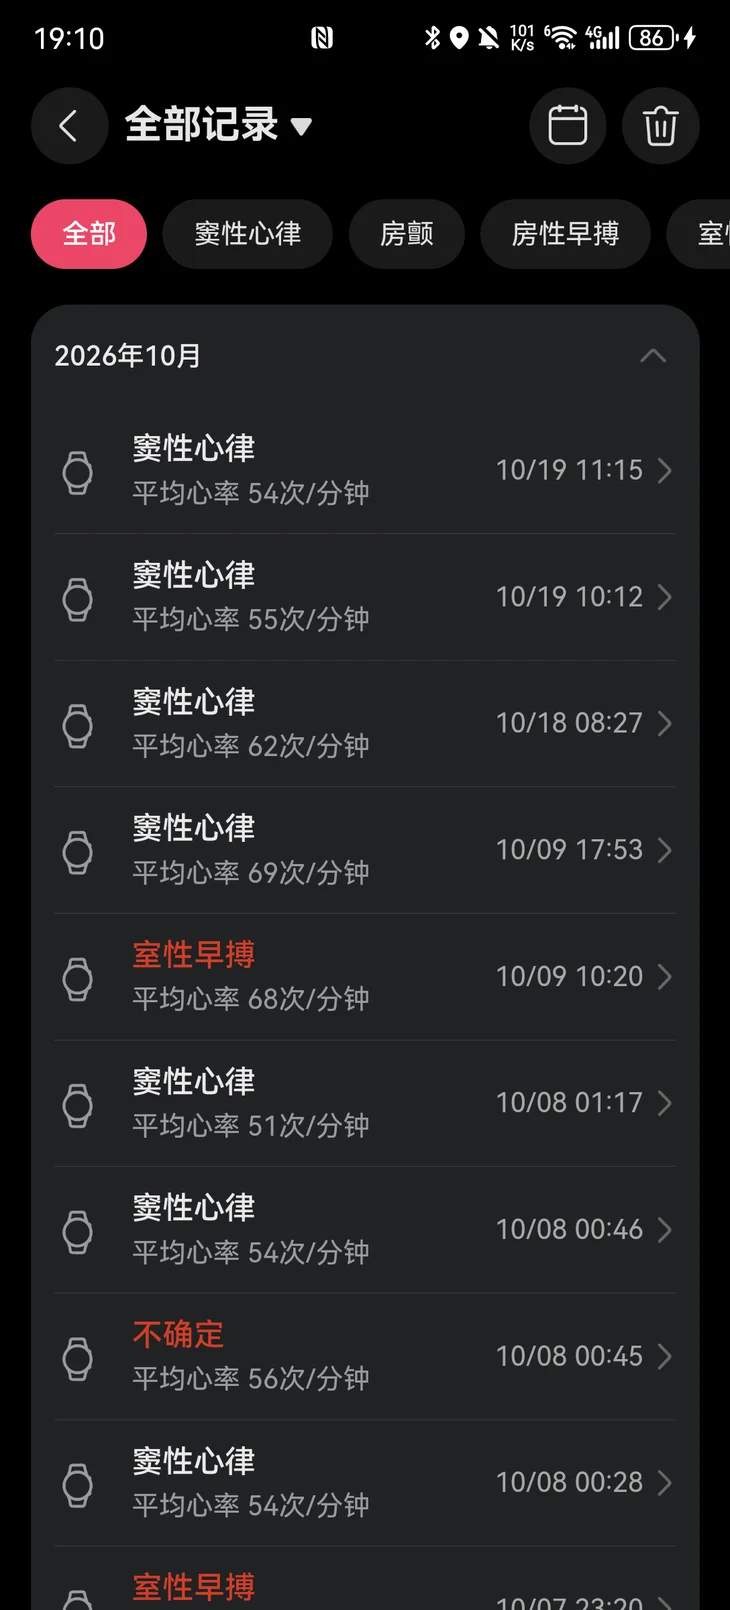 19:10
101 K/s 6 4G 86
全部记录
全部 窦性心律 房颤 房性早搏 室
2026年10月
窦性心律
平均心率 54次/分钟
10/19 11:15
窦性心律
平均心率 55次/分钟
10/19 10:12
窦性心律
平均心率 62次/分钟
10/18 08:27
窦性心律
平均心率 69次/分钟
10/09 17:53
室性早搏
平均心率 68次/分钟
10/09 10:20
窦性心律
平均心率 51次/分钟
10/08 01:17
窦性心律
平均心率 54次/分钟
10/08 00:46
不确定
平均心率 56次/分钟
10/08 00:45
窦性心律
平均心率 54次/分钟
10/08 00:28
室性早搏
10/07 23:20